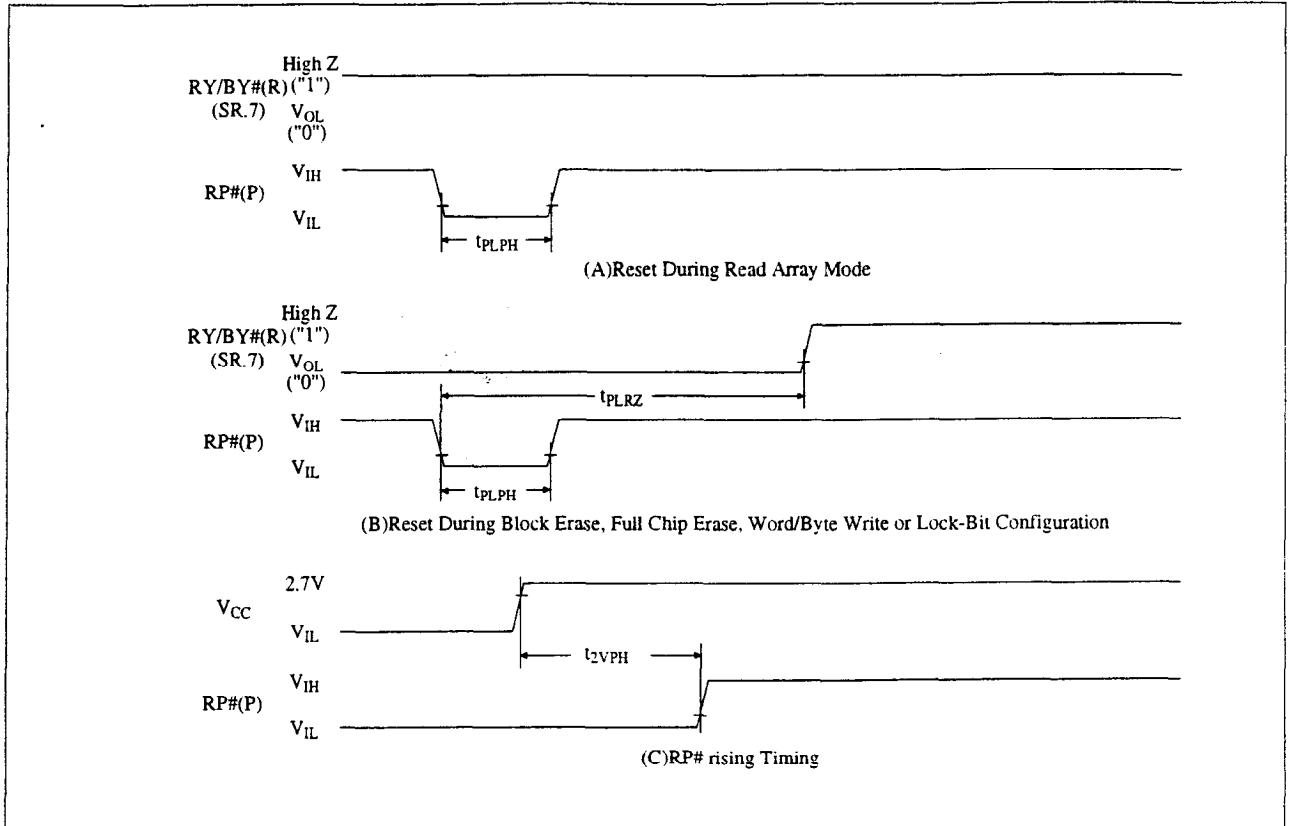 High Z
RY/BY#(R) ("1")
(SR.7) VOL
("0")
VIH
RP#(P)
VIL
tPLPH
(A)Reset During Read Array Mode
High Z
RY/BY#(R) ("1")
(SR.7) VOL
("0")
tPLRZ
VIH
RP#(P)
VIL
tPLPH
(B)Reset During Block Erase, Full Chip Erase, Word/Byte Write or Lock-Bit Configuration
2.7V
VCC
VIL
t2VPH
VIH
RP#(P)
VIL
(C)RP# rising Timing